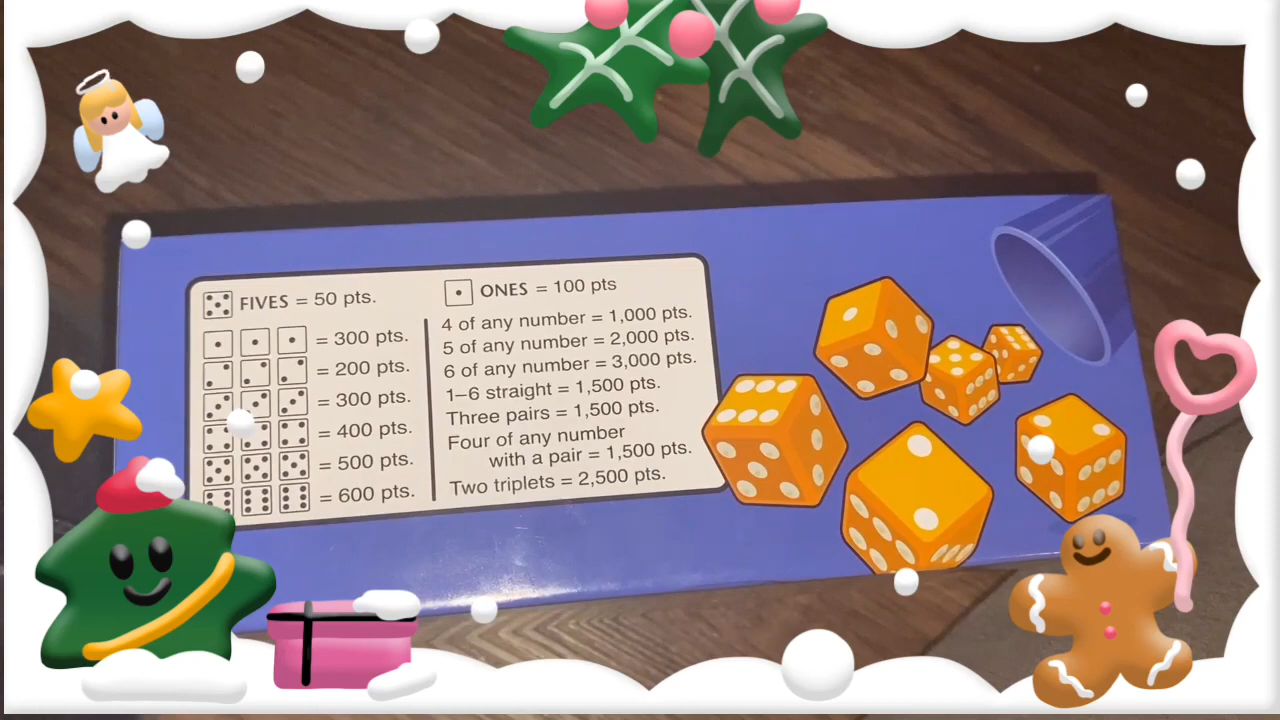 FIVES = 50 pts.
= 300 pts.
= 200 pts.
= 300 pts.
= 400 pts.
= 500 pts.
= 600 pts.
ONES = 100 pts
4 of any number = 1,000 pts.
5 of any number = 2,000 pts.
6 of any number = 3,000 pts.
1–6 straight = 1,500 pts.
Three pairs = 1,500 pts.
Four of any number
with a pair = 1,500 pts.
Two triplets = 2,500 pts.